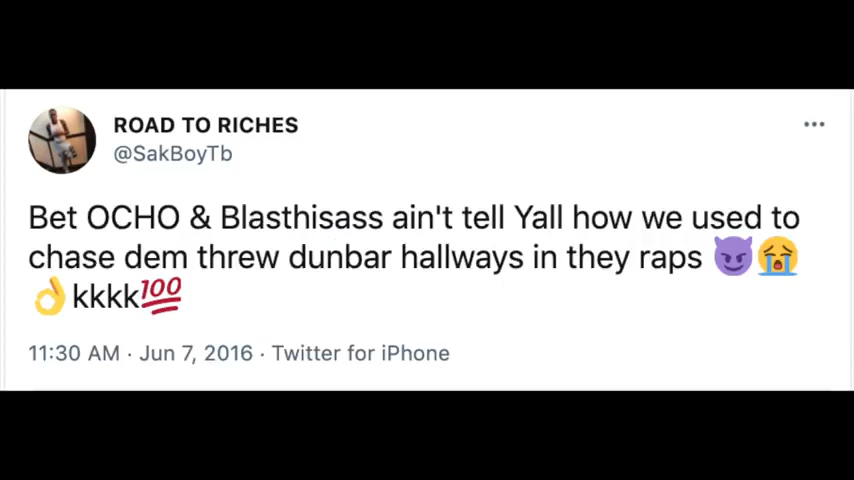 ROAD TO RICHES
@SakBoyTb
Bet OCHO & Blasthisass ain't tell Yall how we used to
chase dem threw dunbar hallways in they raps 😈😭
👌kkkk💯
11:30 AM · Jun 7, 2016 · Twitter for iPhone